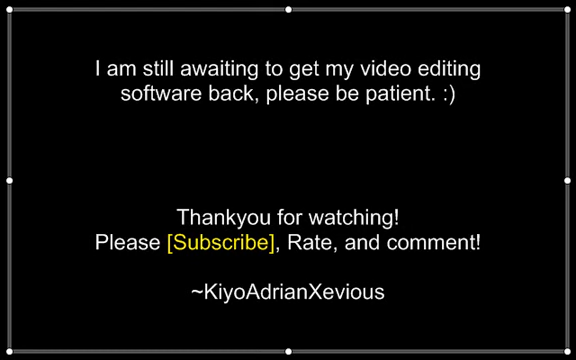 I am still awaiting to get my video editing
software back, please be patient. :)
Thankyou for watching!
Please [Subscribe], Rate, and comment!
~KiyoAdrianXevious